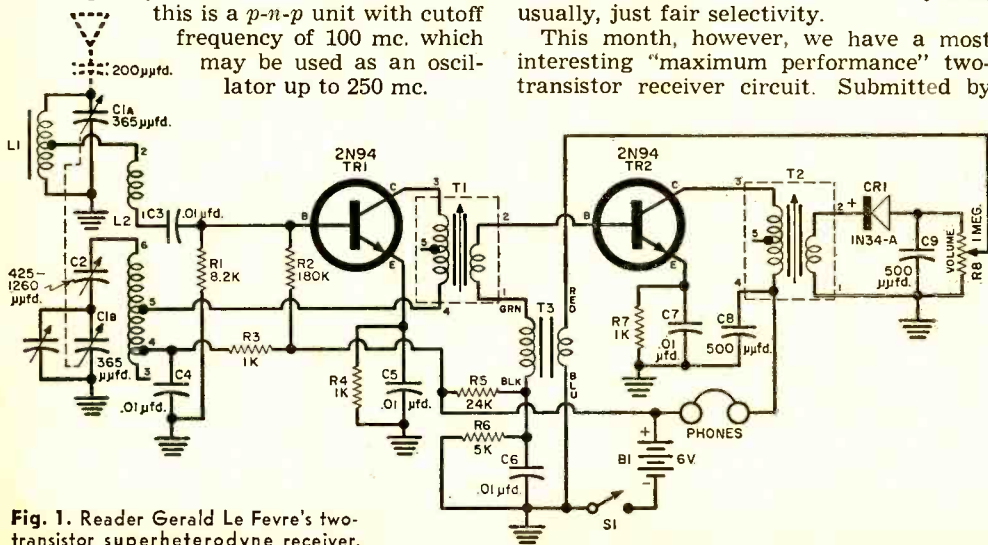 this is a p-n-p unit with cutoff
frequency of 100 mc. which
may be used as an oscil-
lator up to 250 mc.
usually, just fair selectivity.
This month, however, we have a most
interesting “maximum performance” two-
transistor receiver circuit. Submitted by
200μμfd.
C1A
365μμfd.
L1
2
L2
1
C3
.01μfd.
6
C2
425-
1260
μμfd.
5
C1B
4
365
μμfd.
3
C4
.01μfd.
R1
8.2K
R2
180K
R3
1K
2N94
TR1
B
C
E
R4
1K
C5
.01 μfd.
3
T1
5
4
2
1
GRN
T3
BLK
RED
BLU
R5
24K
R6
5K
C6
.01μfd.
2N94
TR2
B
C
E
R7
1K
C7
.01
μfd.
C8
500
μμfd.
3
T2
5
4
2
+
1
CR1
1N34-A
C9
500
μμfd.
VOLUME
R8 1 MEG.
PHONES
+
B1
6V.
-
S1
Fig. 1. Reader Gerald Le Fevre's two-
transistor superheterodyne receiver.